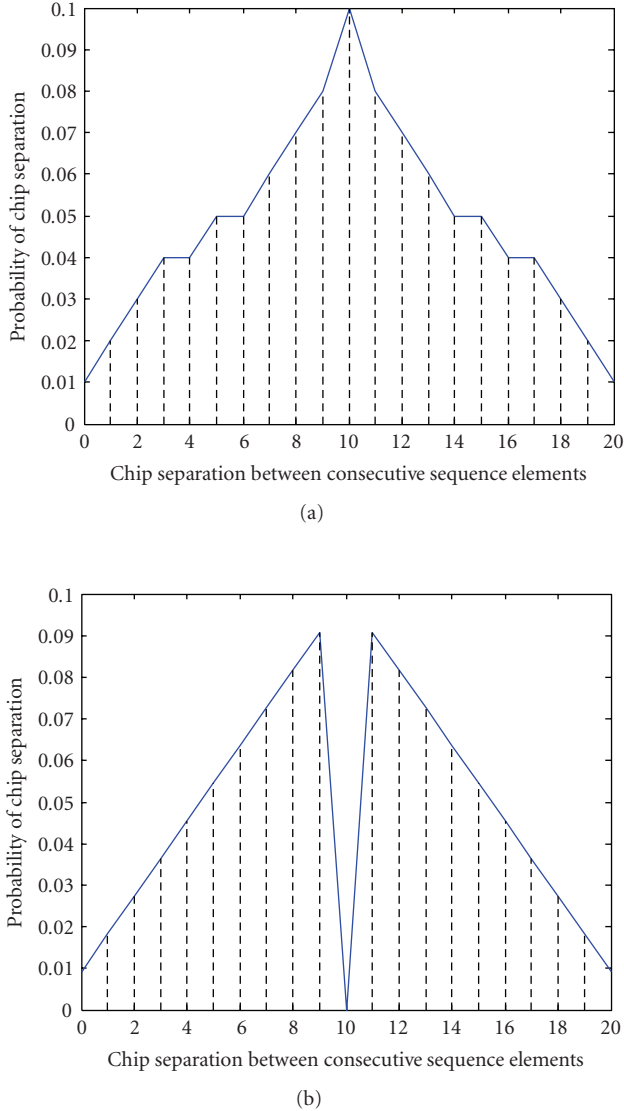 0.1
0.09
0.08
0.07
0.06
0.05
0.04
0.03
0.02
0.01
0
Probability of chip separation
0 2 4 6 8 10 12 14 16 18 20
Chip separation between consecutive sequence elements
(a)
0.1
0.09
0.08
0.07
0.06
0.05
0.04
0.03
0.02
0.01
0
Probability of chip separation
0 2 4 6 8 10 12 14 16 18 20
Chip separation between consecutive sequence elements
(b)